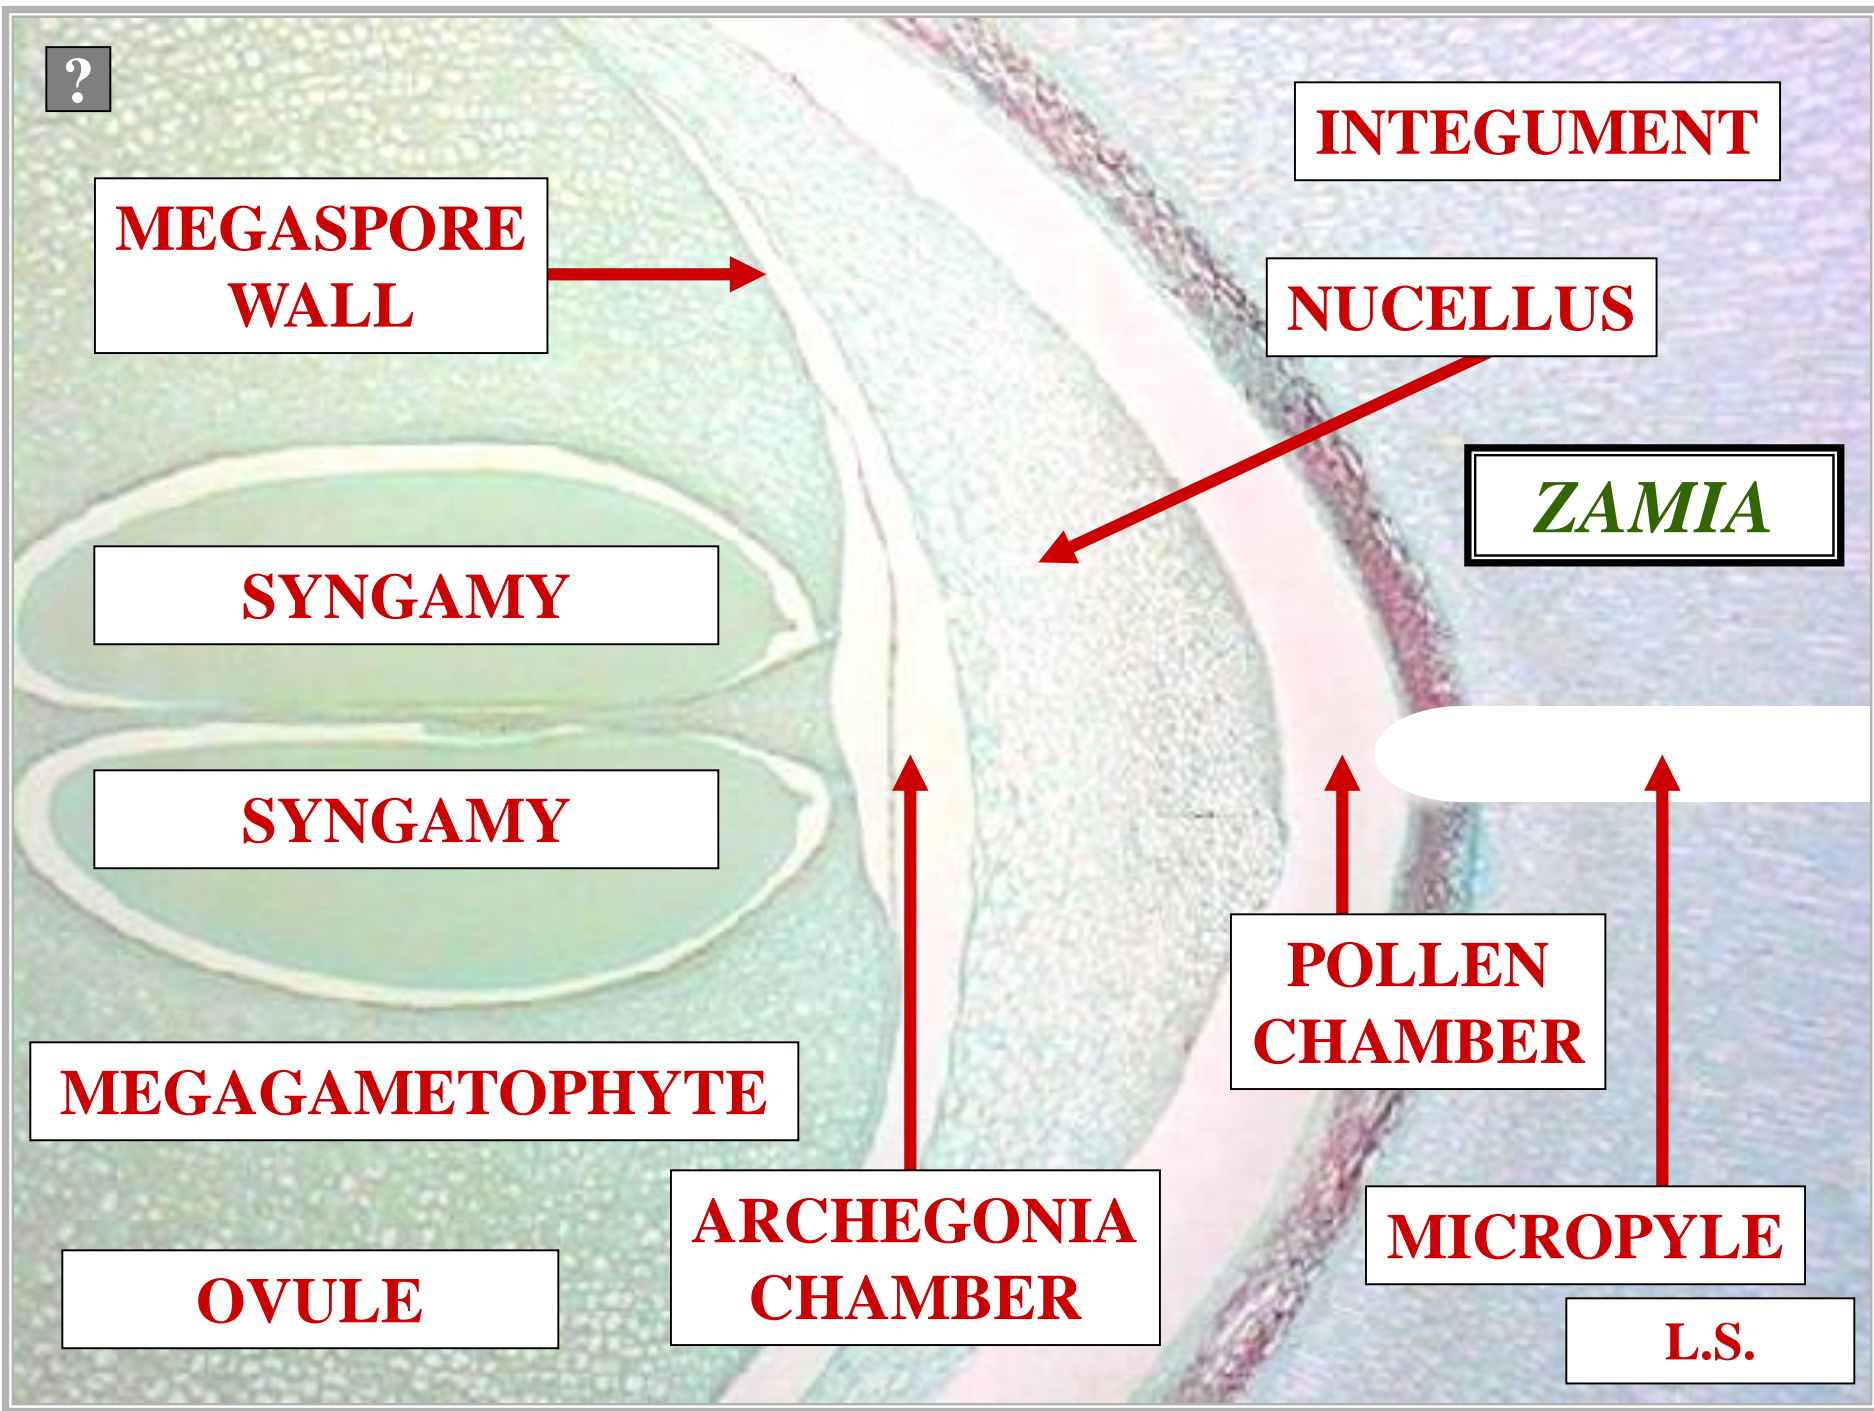 ?
INTEGUMENT
MEGASPORE
WALL
NUCELLUS
ZAMIA
SYNGAMY
SYNGAMY
POLLEN
CHAMBER
MEGAGAMETOPHYTE
ARCHEGONIA
CHAMBER
MICROPYLE
OVULE
L.S.